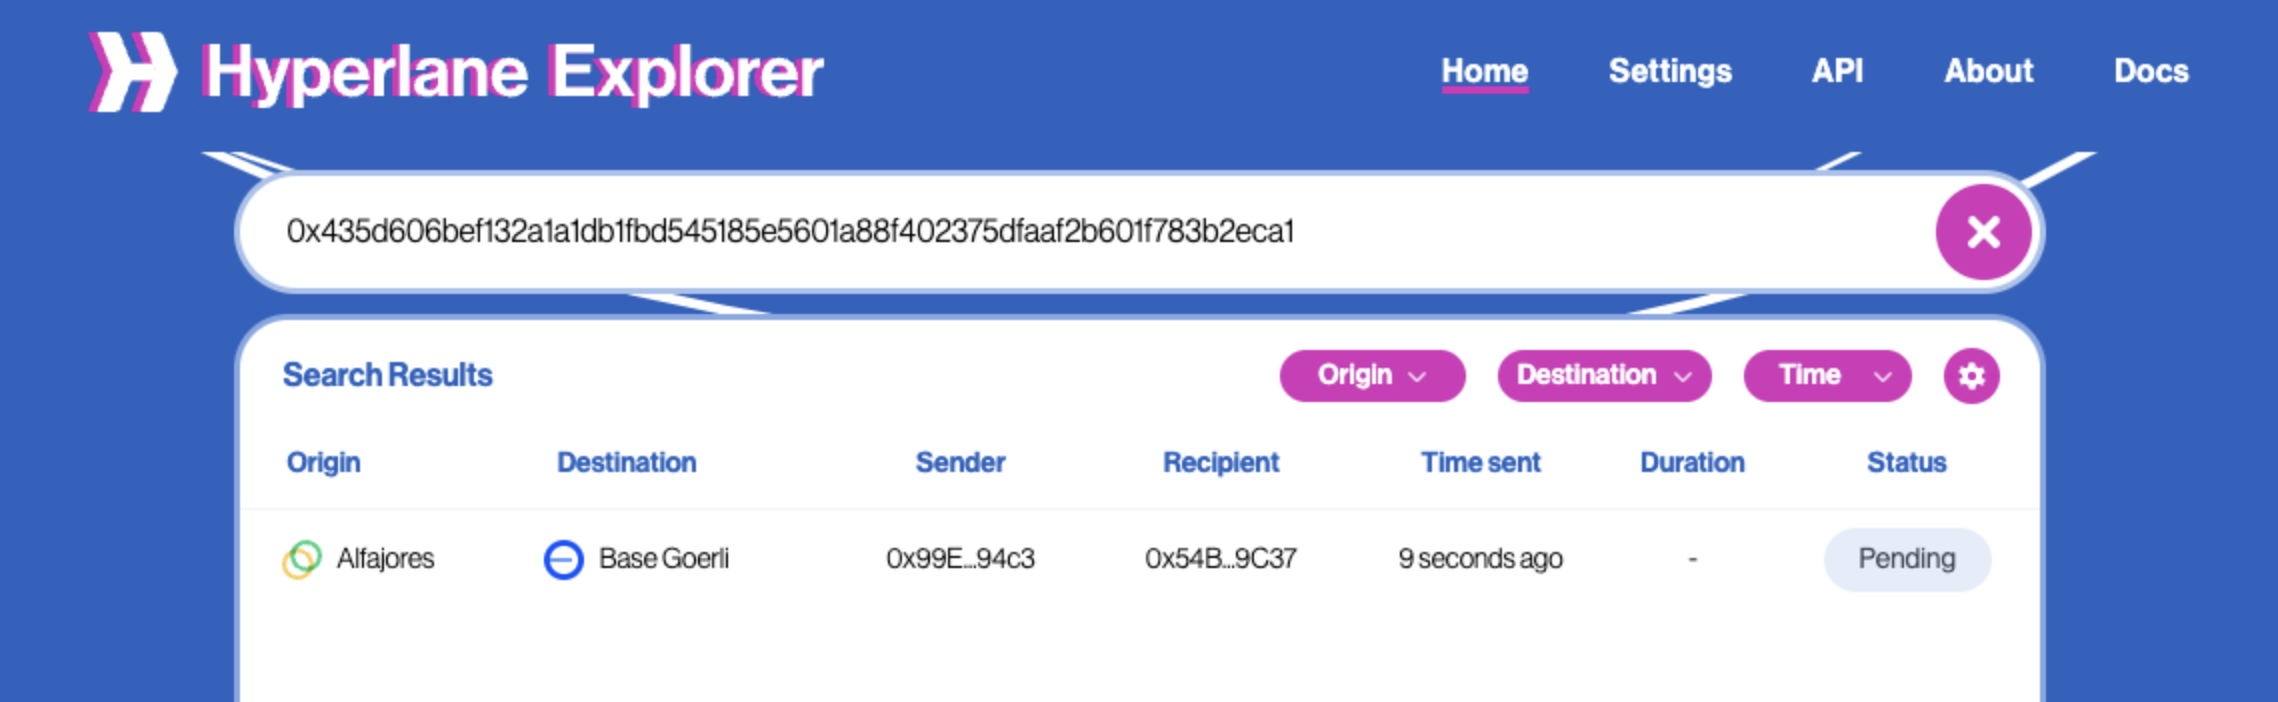 Hyperlane Explorer
Home Settings API About Docs
0x435d606bef132a1a1db1fbd545185e5601a88f402375dfaaf2b601f783b2eca1
Search Results
Origin Destination Time
Origin Destination Sender Recipient Time sent Duration Status
Alfajores Base Goerli 0x99E...94c3 0x54B...9C37 9 seconds ago - Pending